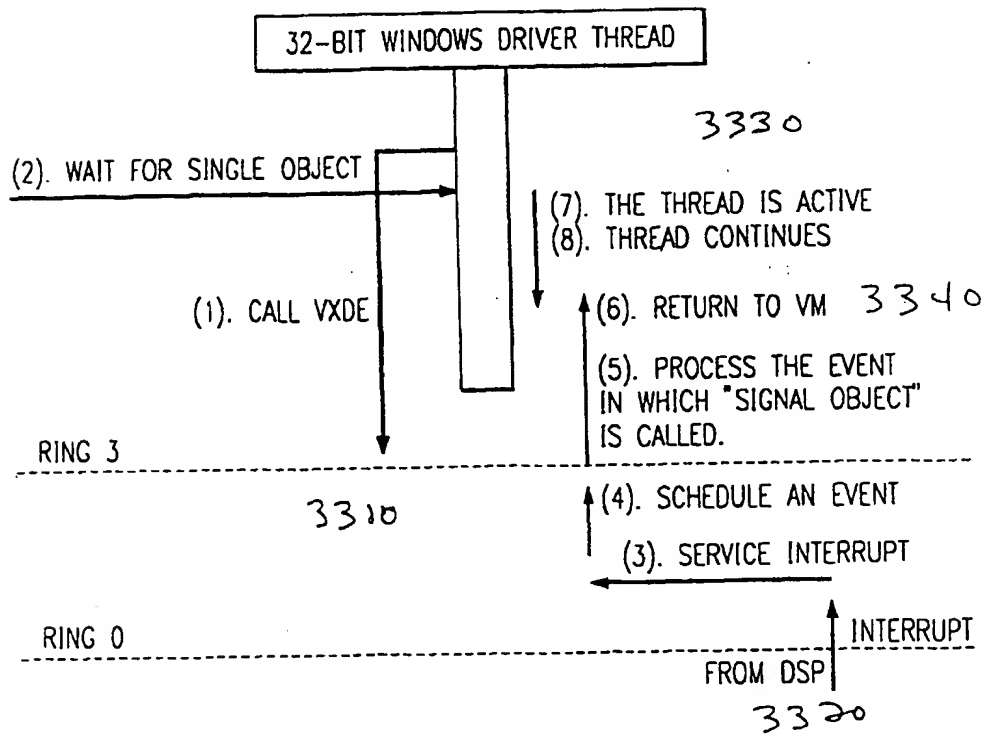 32-BIT WINDOWS DRIVER THREAD
3330
(2). WAIT FOR SINGLE OBJECT
(7). THE THREAD IS ACTIVE
(8). THREAD CONTINUES
(1). CALL VXDE
(6). RETURN TO VM 3340
(5). PROCESS THE EVENT
IN WHICH "SIGNAL OBJECT"
IS CALLED.
RING 3
3310
(4). SCHEDULE AN EVENT
(3). SERVICE INTERRUPT
RING 0
INTERRUPT
FROM DSP
3320